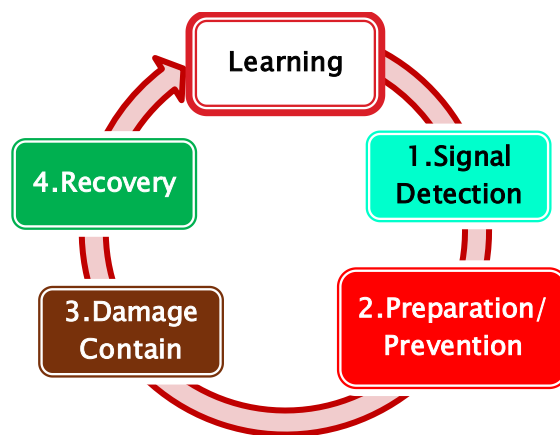 Learning
1.Signal
Detection
2.Preparation/
Prevention
3.Damage
Contain
4.Recovery